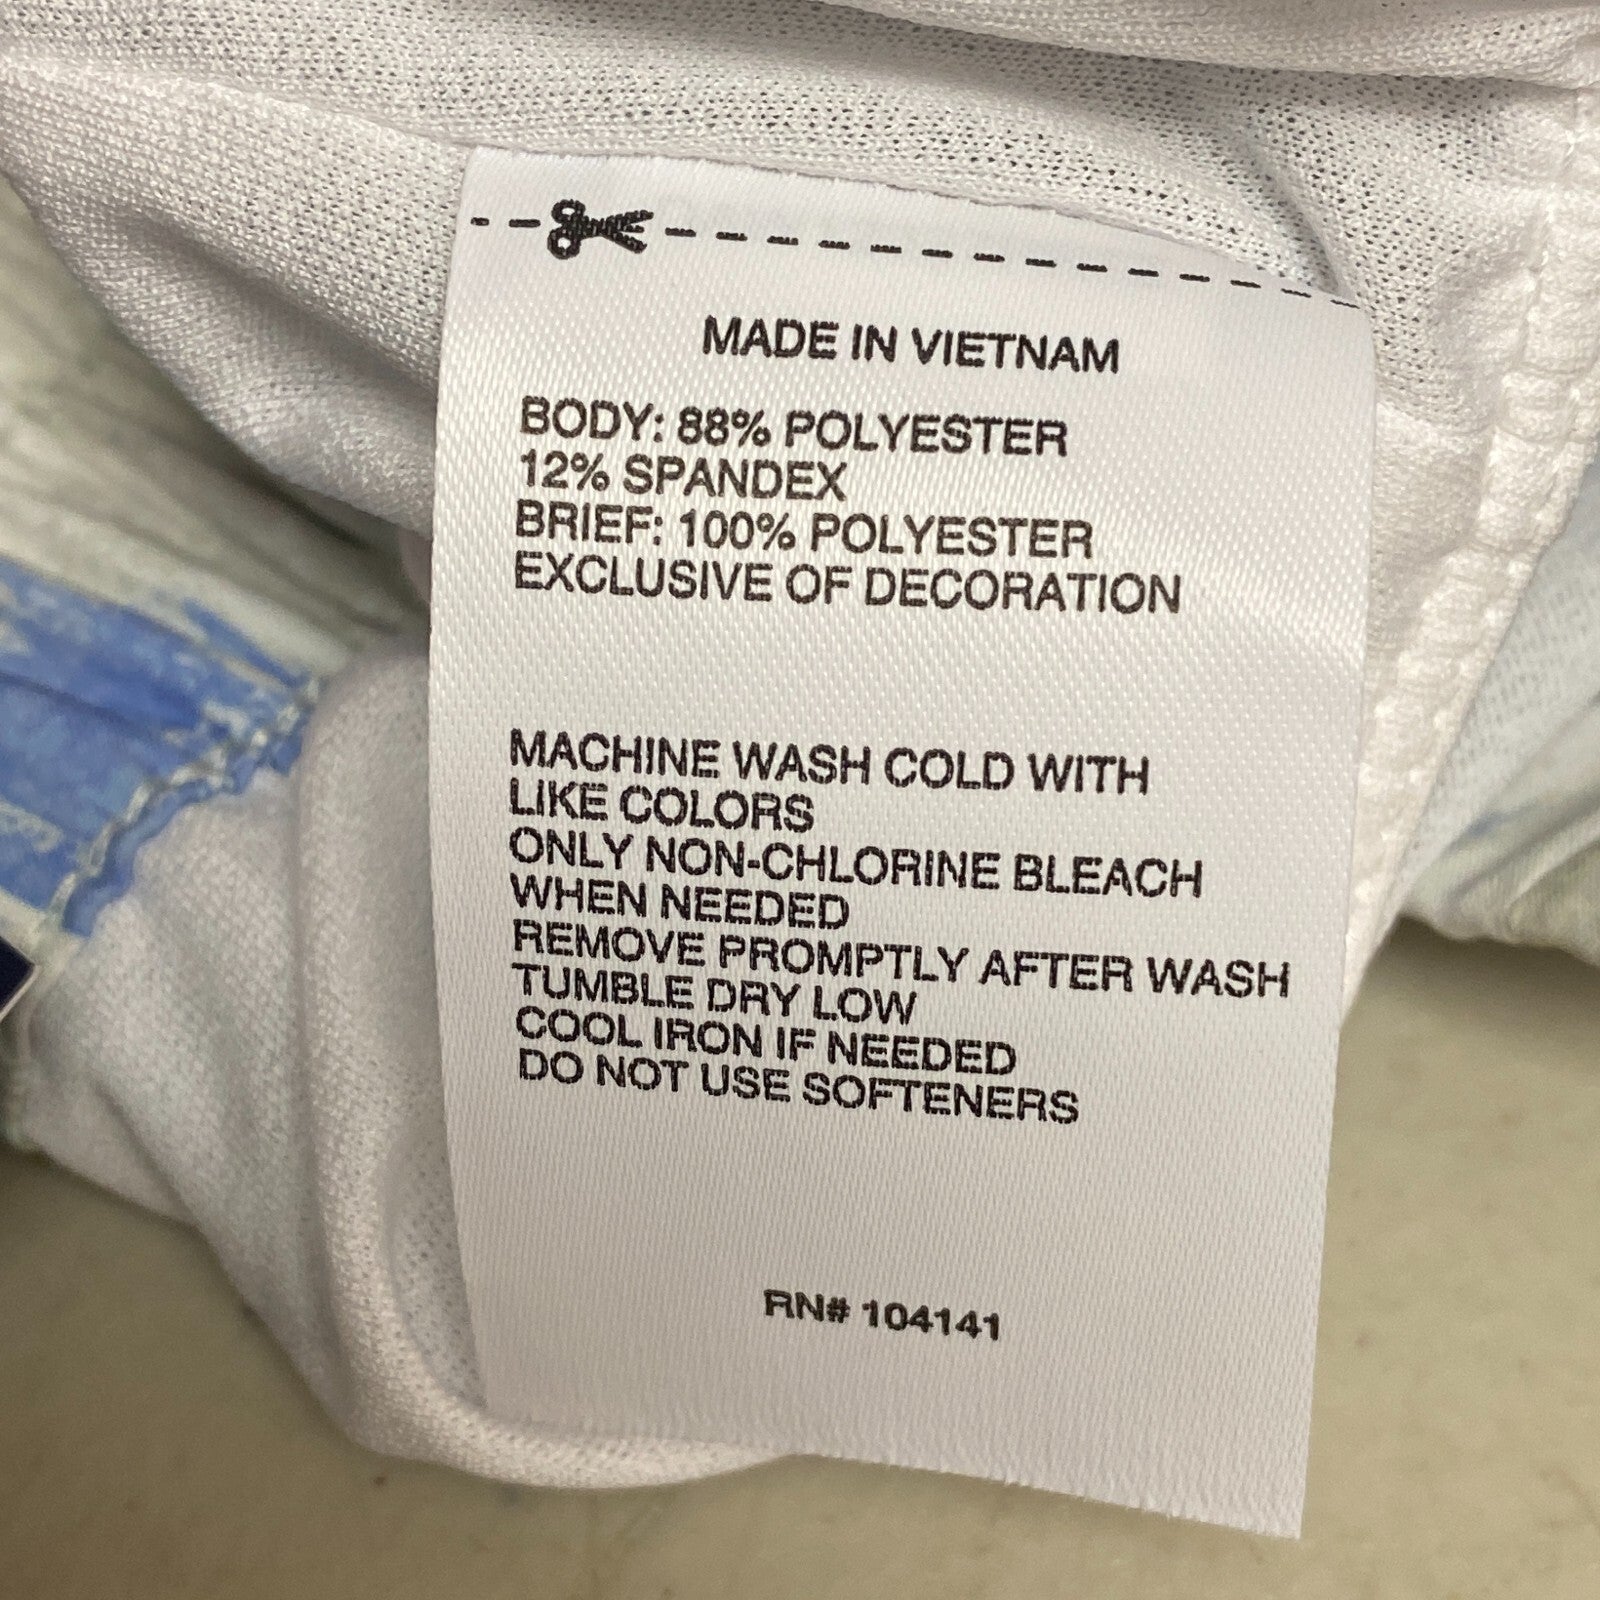 MADE IN VIETNAM
BODY: 88% POLYESTER
12% SPANDEX
BRIEF: 100% POLYESTER
EXCLUSIVE OF DECORATION
MACHINE WASH COLD WITH
LIKE COLORS
ONLY NON-CHLORINE BLEACH
WHEN NEEDED
REMOVE PROMPTLY AFTER WASH
TUMBLE DRY LOW
COOL IRON IF NEEDED
DO NOT USE SOFTENERS
RN# 104141